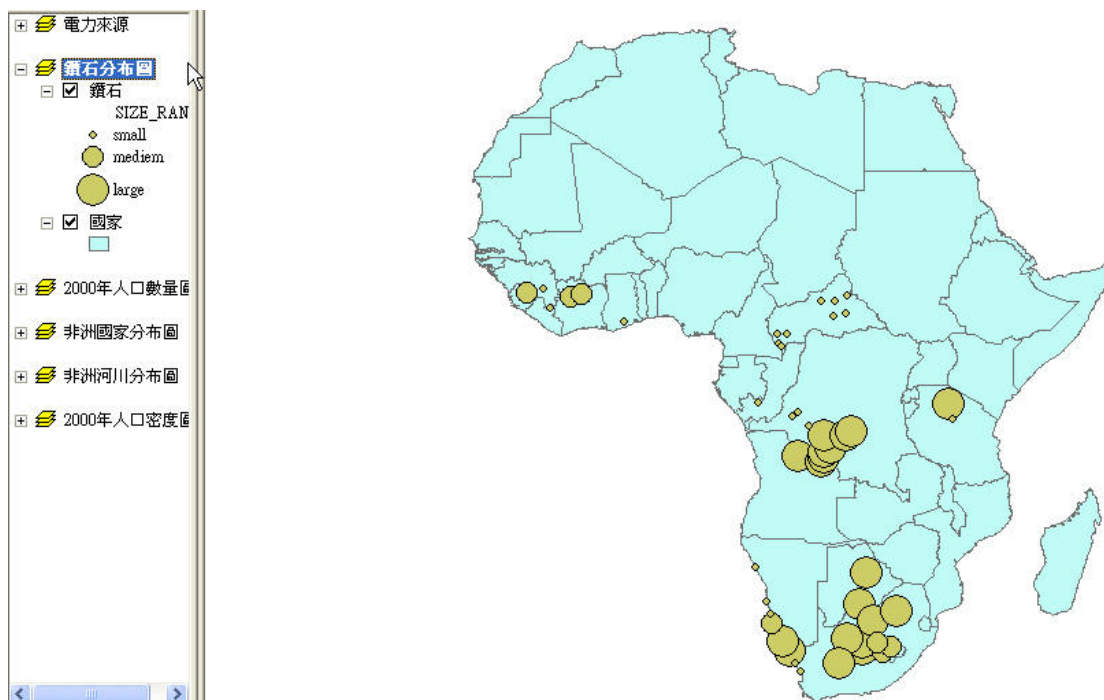 電力來源
鑽石分布圖
鑽石
SIZE_RAN
small
mediem
large
國家
2000年人口數量圖
非洲國家分布圖
非洲河川分布圖
2000年人口密度圖